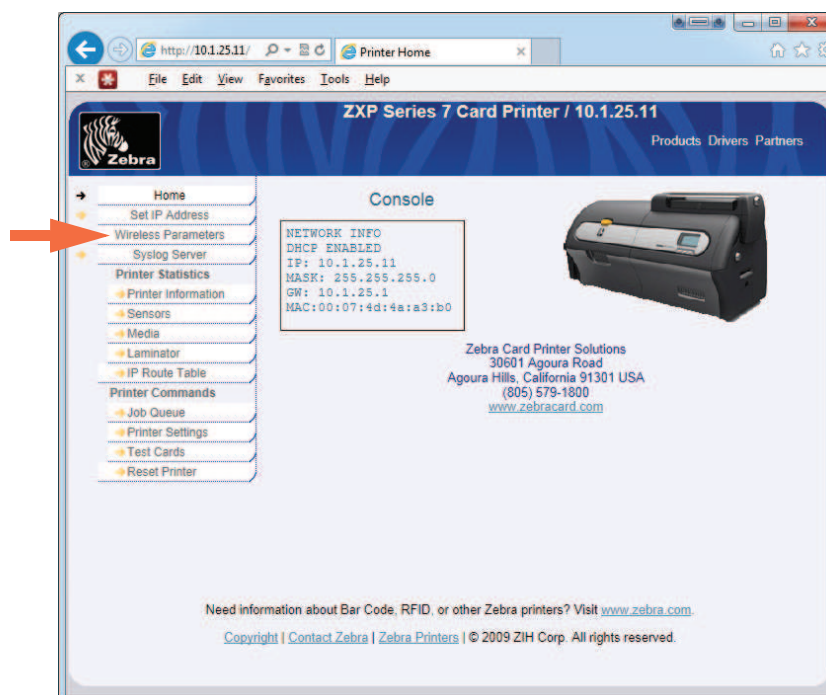 http://10.1.25.11/
Printer Home
File Edit View Favorites Tools Help
ZXP Series 7 Card Printer / 10.1.25.11
Products Drivers Partners
Zebra
Home
Set IP Address
Wireless Parameters
Syslog Server
Printer Statistics
Printer Information
Sensors
Media
Laminator
IP Route Table
Printer Commands
Job Queue
Printer Settings
Test Cards
Reset Printer
Console
NETWORK INFO
DHCP ENABLED
IP: 10.1.25.11
MASK: 255.255.255.0
GW: 10.1.25.1
MAC:00:07:4d:4a:a3:b0
Zebra Card Printer Solutions
30601 Agoura Road
Agoura Hills, California 91301 USA
(805) 579-1800
www.zebracard.com
Need information about Bar Code, RFID, or other Zebra printers? Visit www.zebra.com.
Copyright | Contact Zebra | Zebra Printers | © 2009 ZIH Corp. All rights reserved.